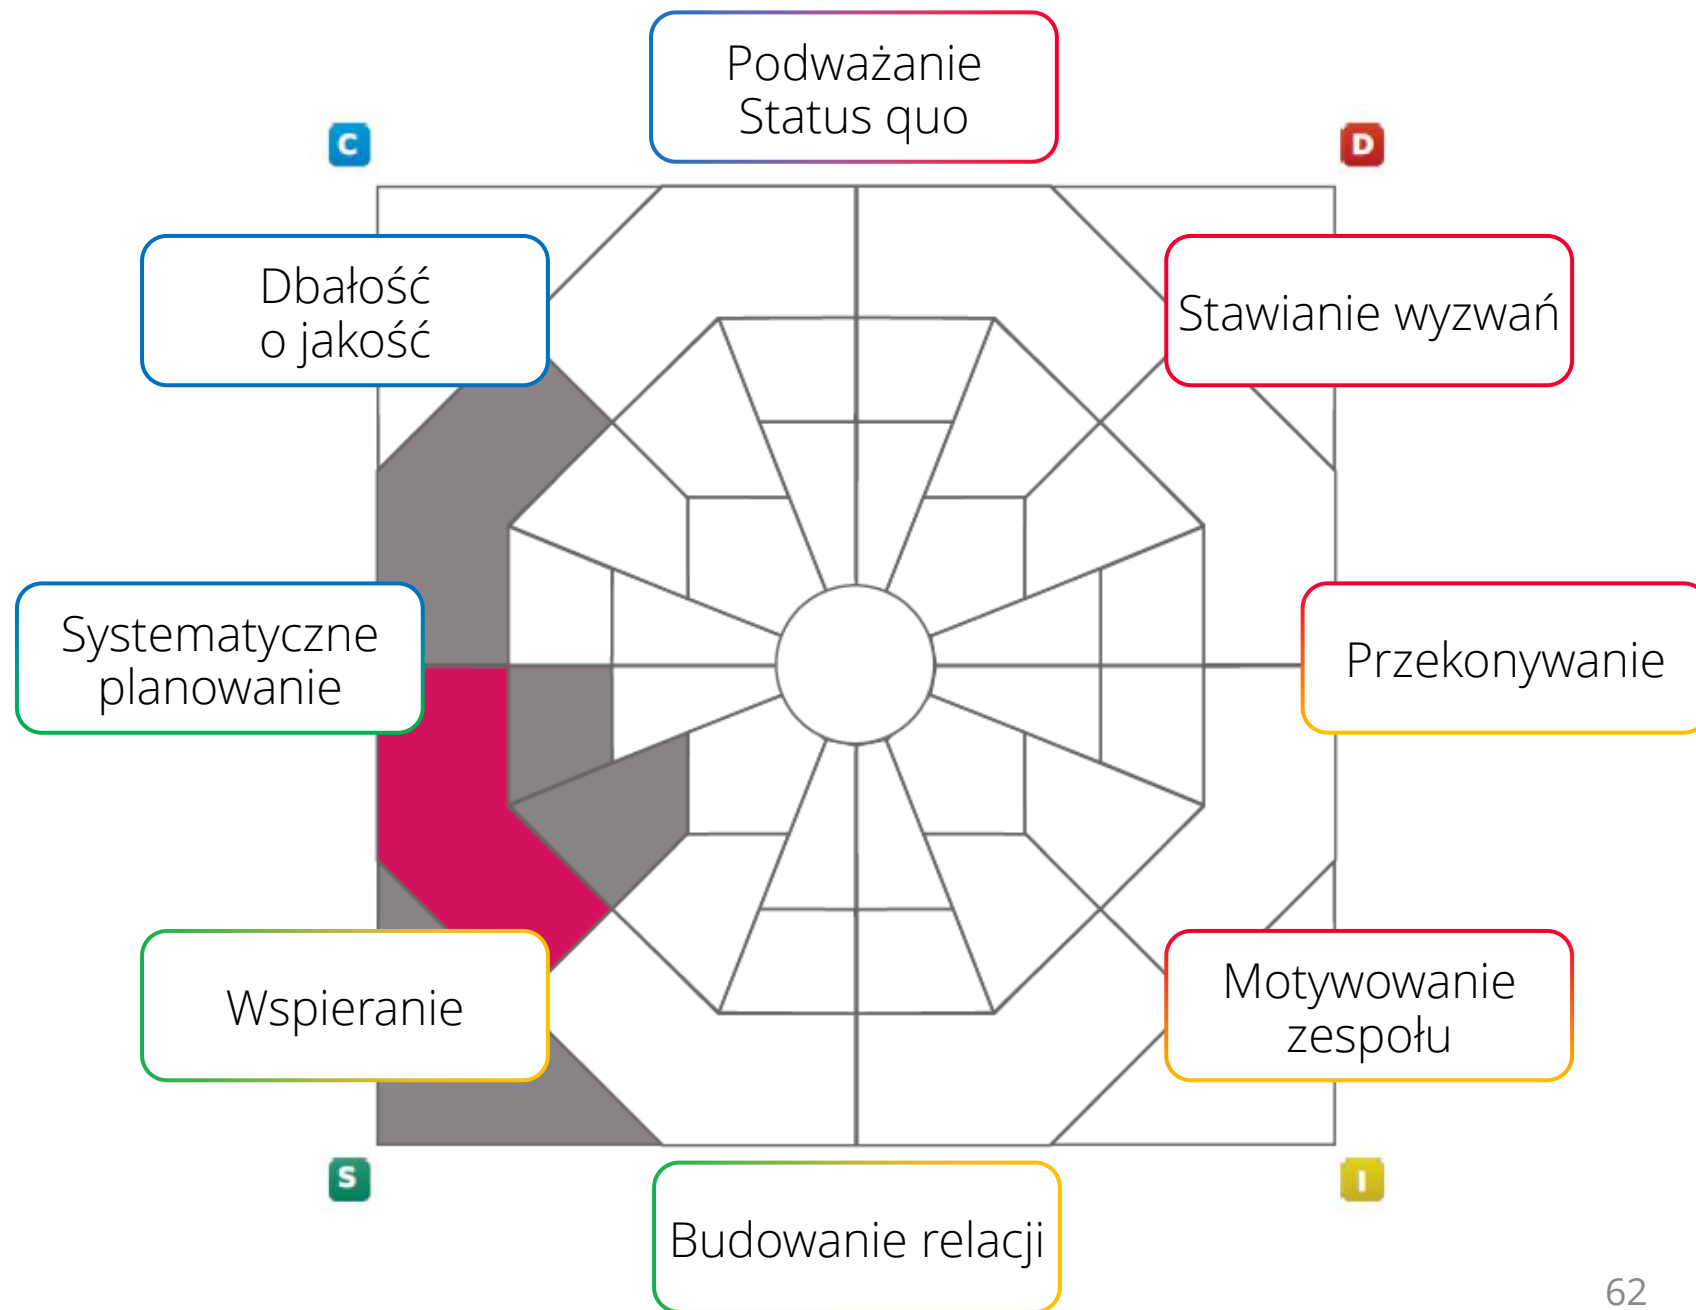 Podważanie
Status quo
C
D
Dbałość
o jakość
Stawianie wyzwań
Systematyczne
planowanie
Przekonywanie
Wspieranie
Motywowanie
zespołu
S
I
Budowanie relacji
62